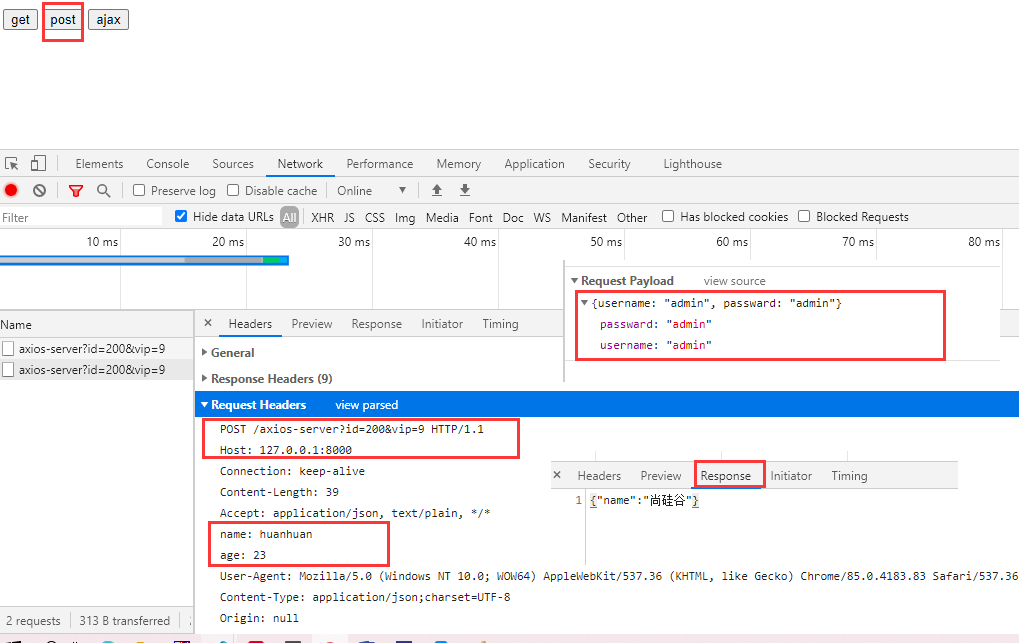 get post ajax
Elements Console Sources Network Performance Memory Application Security Lighthouse
Preserve log Disable cache Online
Filter Hide data URLs All XHR JS CSS Img Media Font Doc WS Manifest Other Has blocked cookies Blocked Requests
10 ms 20 ms 30 ms 40 ms 50 ms 60 ms 70 ms 80 ms
Request Payload view source
{username: "admin", passward: "admin"}
passward: "admin"
username: "admin"
Name
axios-server?id=200&vip=9
axios-server?id=200&vip=9
× Headers Preview Response Initiator Timing
General
Response Headers (9)
Request Headers view parsed
POST /axios-server?id=200&vip=9 HTTP/1.1
Host: 127.0.0.1:8000
Connection: keep-alive
Content-Length: 39
Accept: application/json, text/plain, */*
name: huanhuan
age: 23
User-Agent: Mozilla/5.0 (Windows NT 10.0; WOW64) AppleWebKit/537.36 (KHTML, like Gecko) Chrome/85.0.4183.83 Safari/537.36
Content-Type: application/json;charset=UTF-8
Origin: null
× Headers Preview Response Initiator Timing
1 {"name":"尚硅谷"}
2 requests 313 B transferred